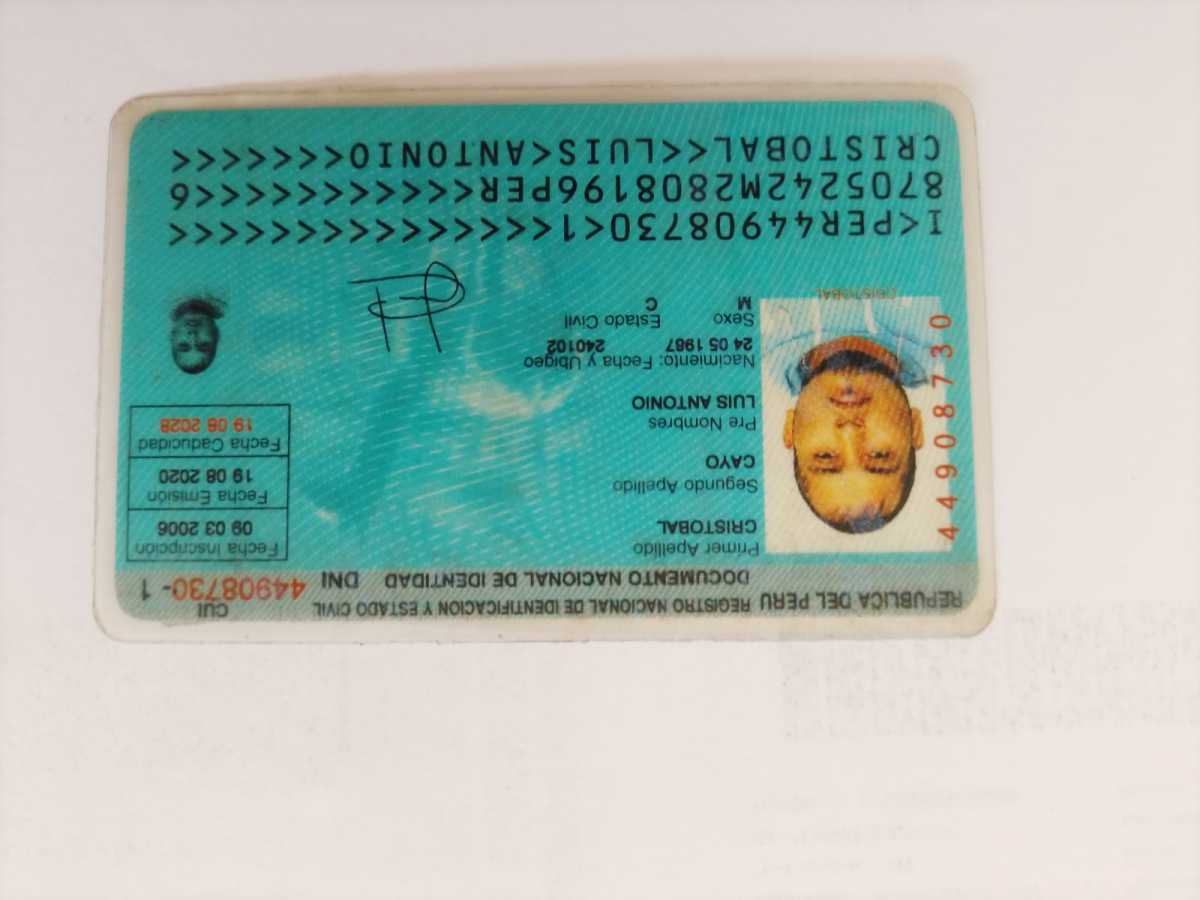 REPUBLICA DEL PERU REGISTRO NACIONAL DE IDENTIFICACION Y ESTADO CIVIL
CUI
DOCUMENTO NACIONAL DE IDENTIDAD DNI 44908730-1
Primer Apellido
CRISTOBAL
Segundo Apellido
CAYO
Pre Nombres
LUIS ANTONIO
Nacimiento: Fecha y Ubigeo
24 05 1987 240102
Sexo Estado Civil
M C
Fecha Inscripción
09 03 2006
Fecha Emisión
19 08 2020
Fecha Caducidad
19 08 2028
44908730
CRISTOBAL
I<PER44908730<1<<<<<<<<<<<<<<<
8705242M2808196PER<<<<<<<<<<<6
CRISTOBAL<<LUIS<ANTONIO<<<<<<<